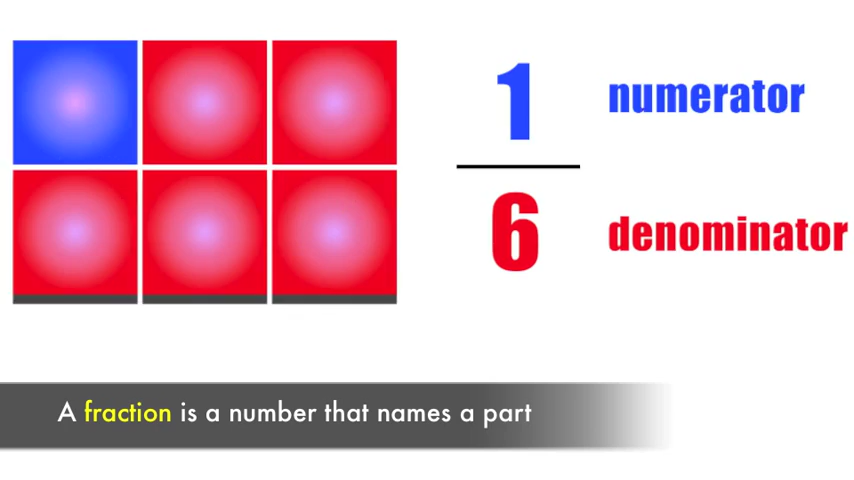 1
numerator
6
denominator
A fraction is a number that names a part